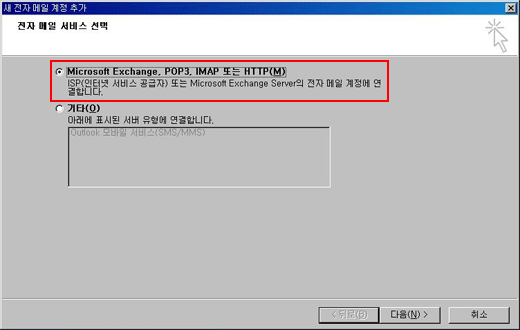 새 전자 메일 계정 추가
전자 메일 서비스 선택
Microsoft Exchange, POP3, IMAP 또는 HTTP(M)
ISP(인터넷 서비스 공급자) 또는 Microsoft Exchange Server의 전자 메일 계정에 연
결합니다.
기타(O)
아래에 표시된 서버 유형에 연결합니다.
Outlook 모바일 서비스(SMS/MMS)
< 뒤로(B) 다음(N) > 취소